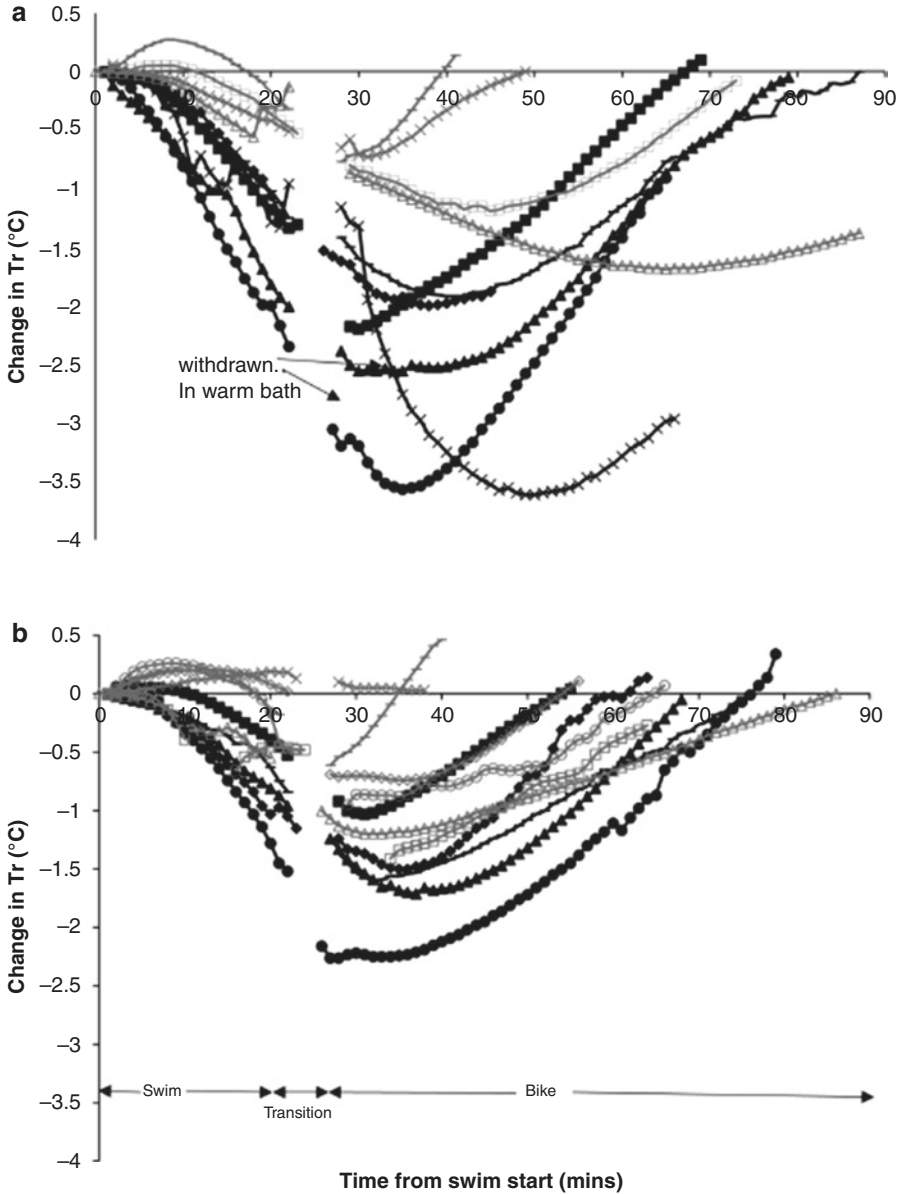 a
0.5
0
–0.5
–1
–1.5
–2
–2.5
–3
–3.5
–4
0 10 20 30 40 50 60 70 80 90
Change in Tr (°C)
withdrawn.
In warm bath
b
0.5
0
–0.5
–1
–1.5
–2
–2.5
–3
–3.5
–4
0 10 20 30 40 50 60 70 80 90
Change in Tr (°C)
Swim
Transition
Bike
Time from swim start (mins)